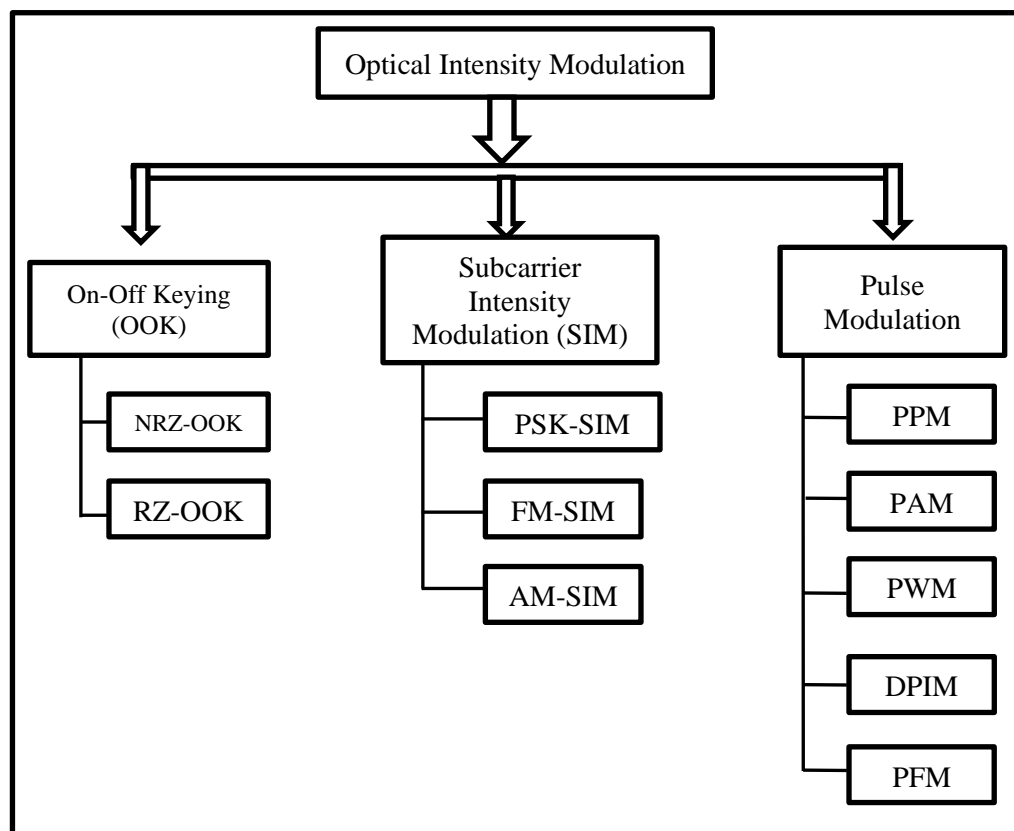 Optical Intensity Modulation
On-Off Keying
(OOK)
NRZ-OOK
RZ-OOK
Subcarrier
Intensity
Modulation (SIM)
PSK-SIM
FM-SIM
AM-SIM
Pulse
Modulation
PPM
PAM
PWM
DPIM
PFM